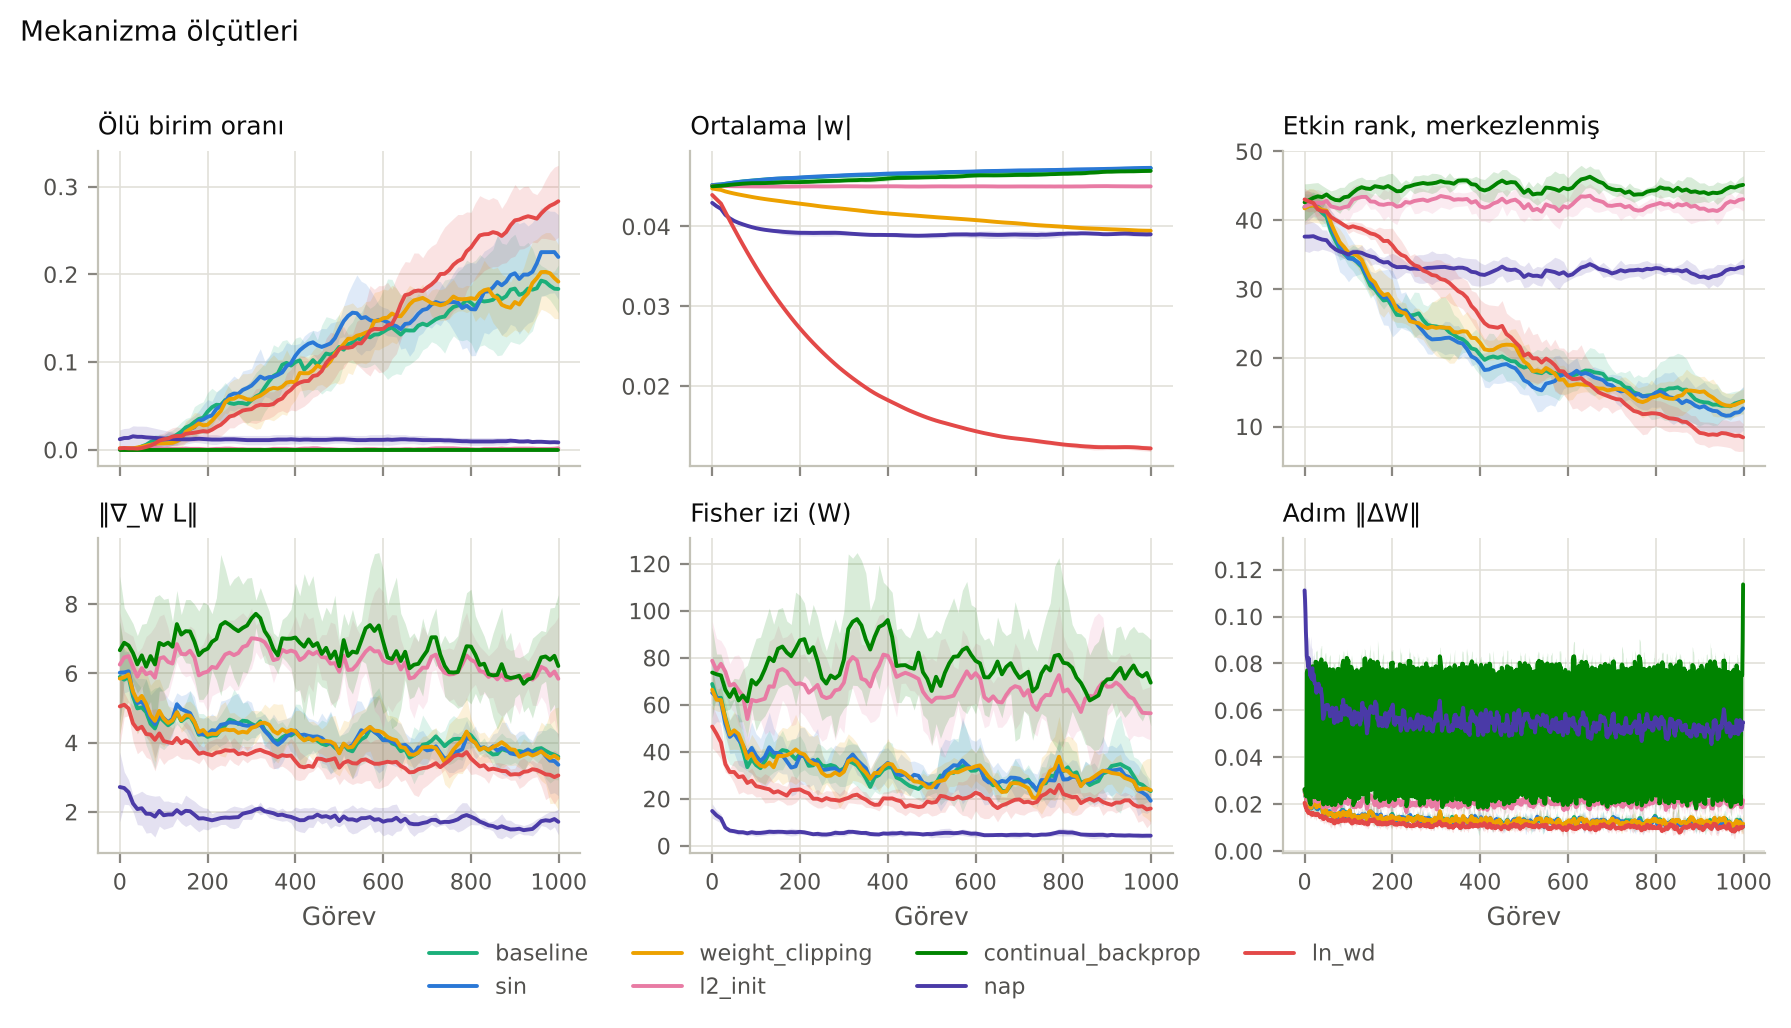 Mekanizma ölçütleri
Ölü birim oranı
0.3
0.2
0.1
0.0
Ortalama |w|
0.04
0.03
0.02
Etkin rank, merkezlenmiş
50
40
30
20
10
‖∇_W L‖
8
6
4
2
0 200 400 600 800 1000
Görev
Fisher izi (W)
120
100
80
60
40
20
0
0 200 400 600 800 1000
Görev
Adım ‖ΔW‖
0.12
0.10
0.08
0.06
0.04
0.02
0.00
0 200 400 600 800 1000
Görev
baseline weight_clipping continual_backprop ln_wd
sin l2_init nap